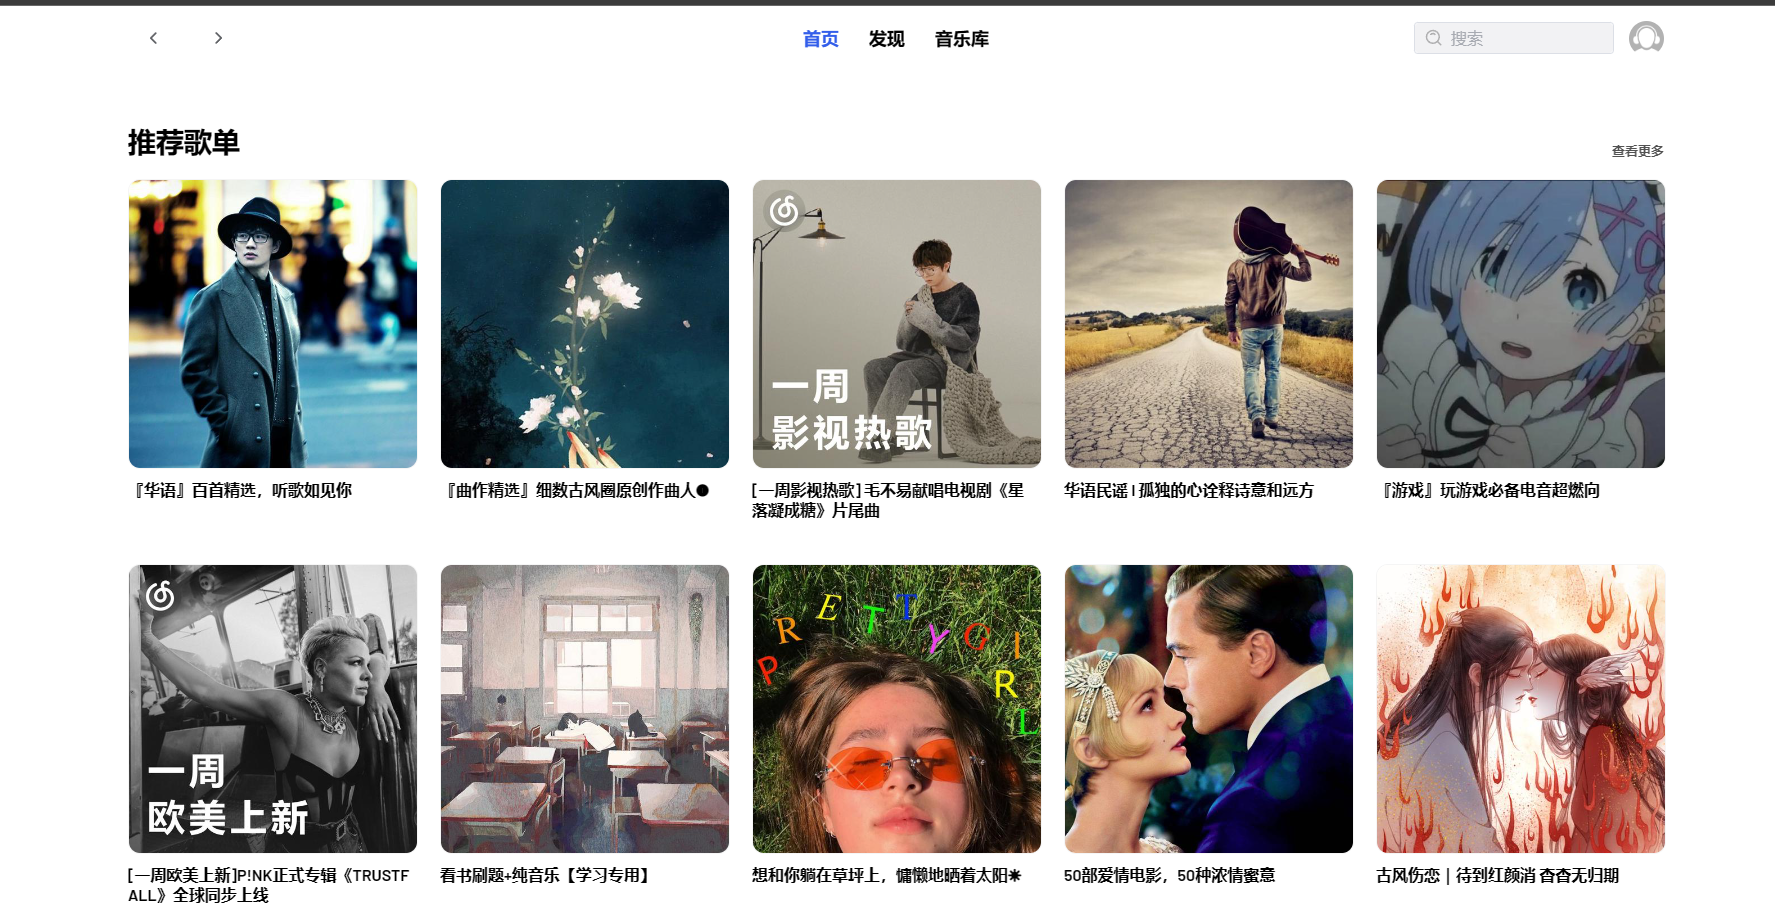 首页 发现 音乐库 搜索
推荐歌单
查看更多
一周
影视热歌
『华语』百首精选，听歌如见你
『曲作精选』细数古风圈原创作曲人●
[一周影视热歌] 毛不易献唱电视剧《星
落凝成糖》片尾曲
华语民谣 | 孤独的心诠释诗意和远方
『游戏』玩游戏必备电音超燃向
一周
欧美上新
PRETTY GIRL
[一周欧美上新]P!NK正式专辑《TRUSTF
ALL》全球同步上线
看书刷题+纯音乐【学习专用】
想和你躺在草坪上，慵懒地晒着太阳❋
50部爱情电影，50种浓情蜜意
古风伤恋｜待到红颜消 杳杳无归期